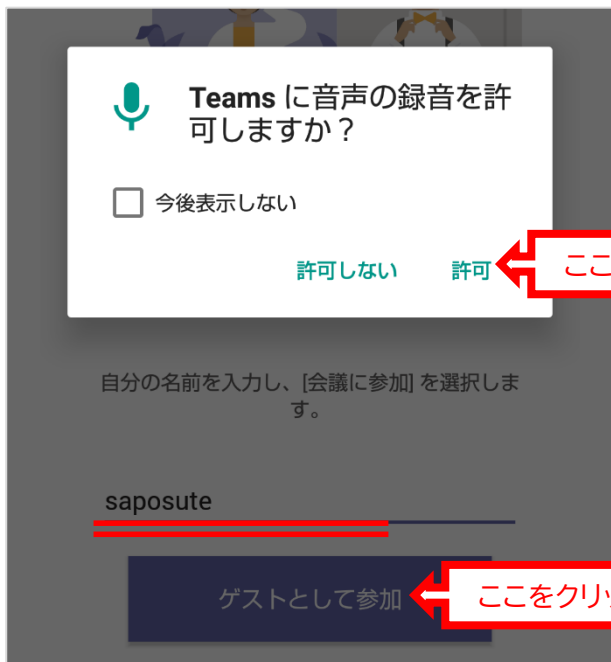 Teams に音声の録音を許
可しますか？
今後表示しない
許可しない 許可
ここ
自分の名前を入力し、[会議に参加] を選択しま
す。
saposute
ゲストとして参加
ここをクリッ